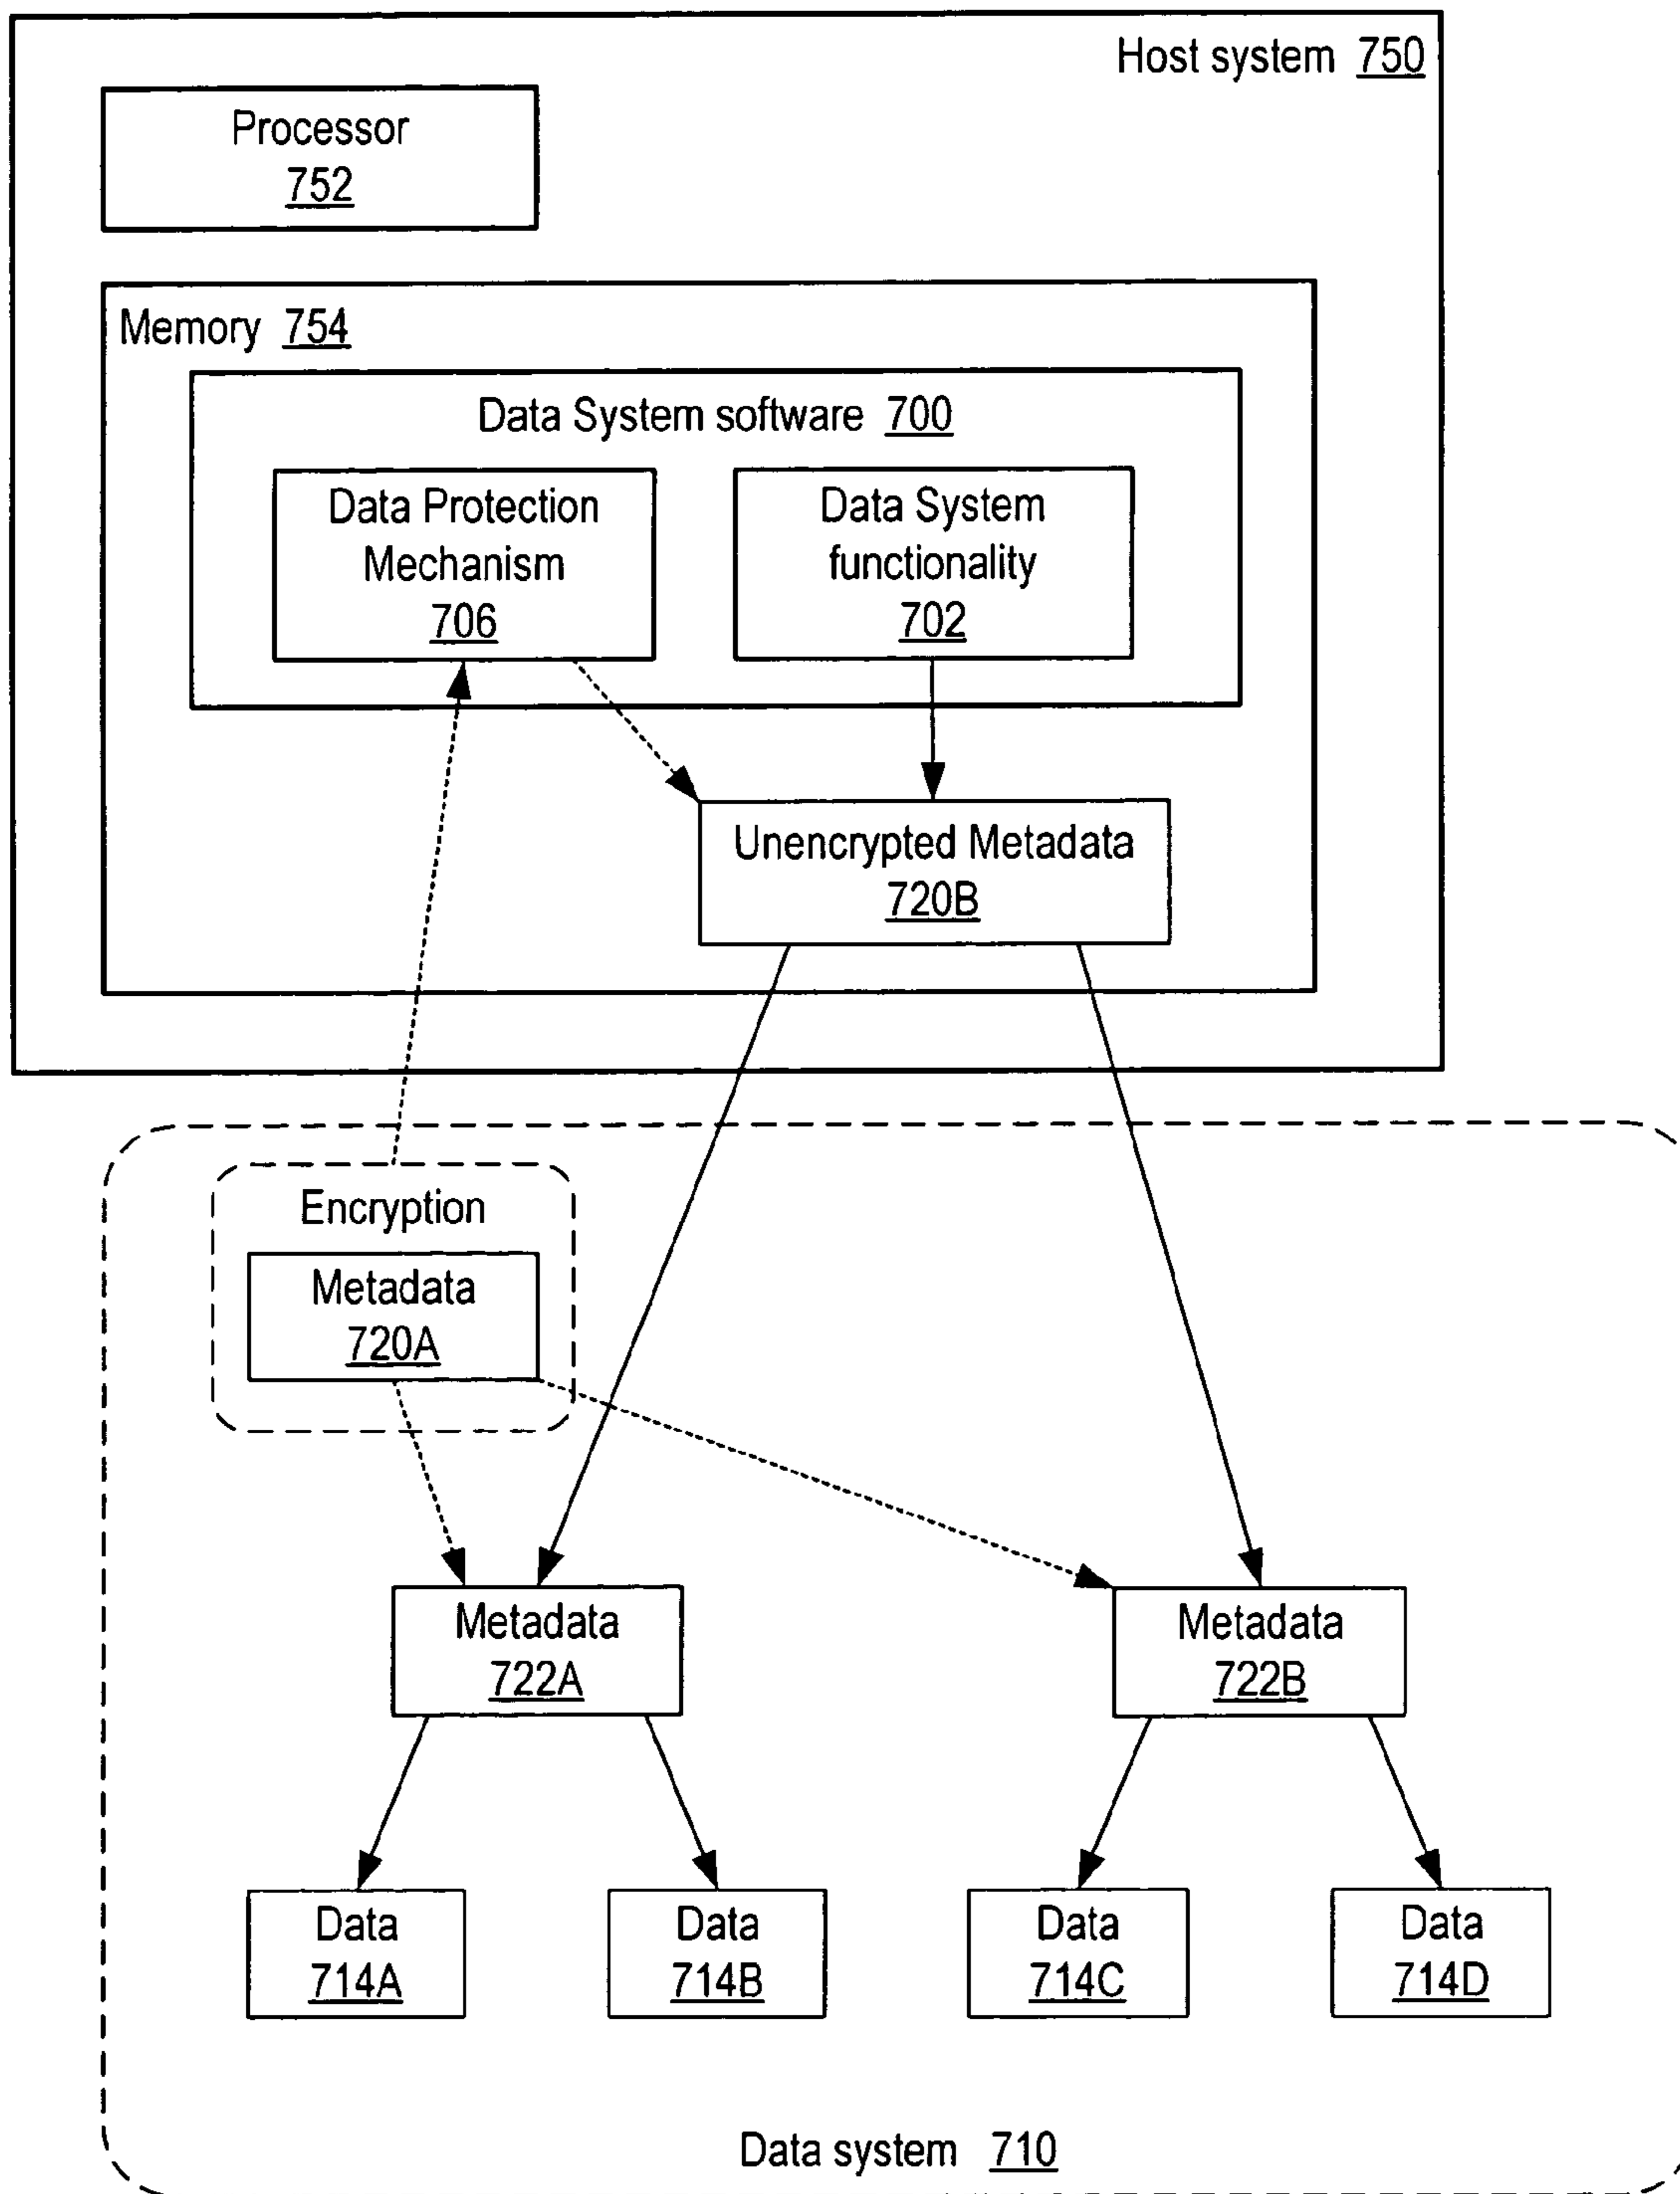 Host system 750
Processor
752
Memory 754
Data System software 700
Data Protection
Mechanism
706
Data System
functionality
702
Unencrypted Metadata
720B
Encryption
Metadata
720A
Metadata
722A
Metadata
722B
Data
714A
Data
714B
Data
714C
Data
714D
Data system 710